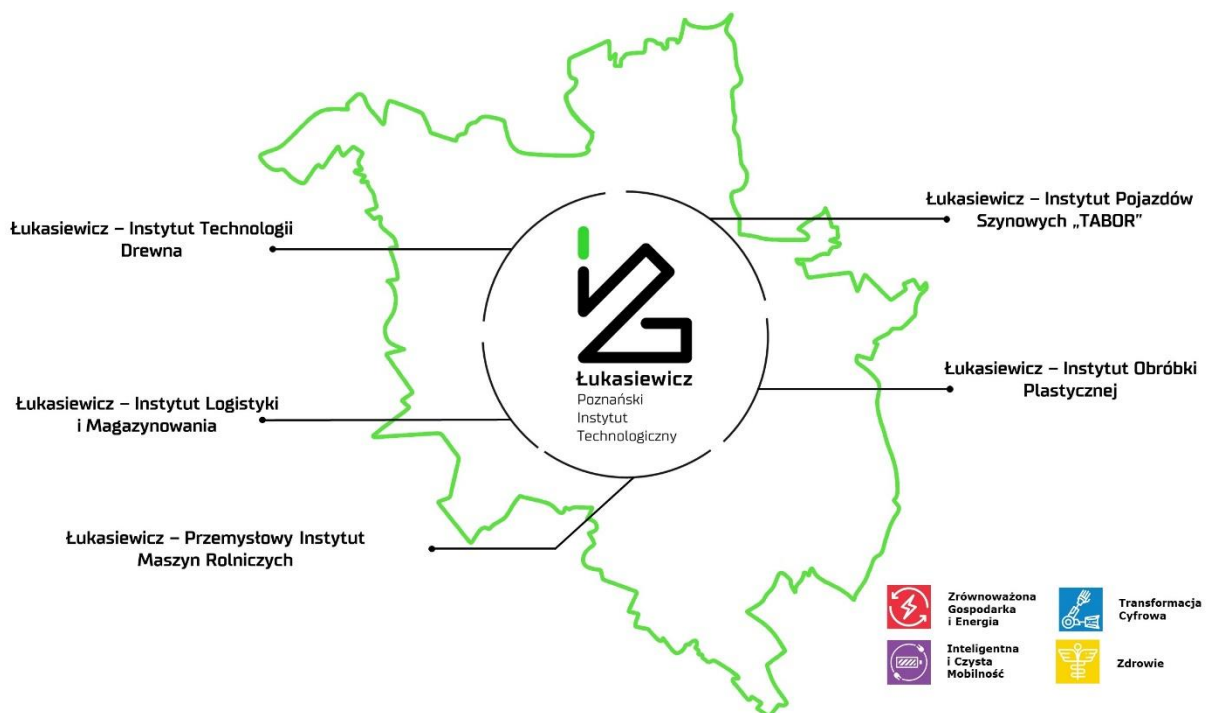 Łukasiewicz – Instytut Technologii
Drewna
Łukasiewicz – Instytut Pojazdów
Szynowych „TABOR”
Łukasiewicz
Poznański
Instytut
Technologiczny
Łukasiewicz – Instytut Logistyki
i Magazynowania
Łukasiewicz – Instytut Obróbki
Plastycznej
Łukasiewicz – Przemysłowy Instytut
Maszyn Rolniczych
Zrównoważona
Gospodarka
i Energia
Transformacja
Cyfrowa
Inteligentna
i Czysta
Mobilność
Zdrowie